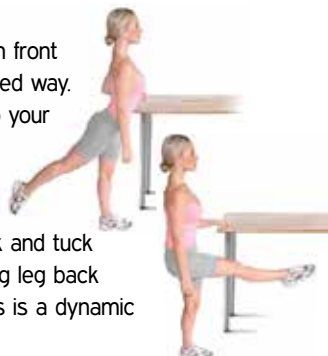 n front
ed way.
your
k and tuck
g leg back
s is a dynamic